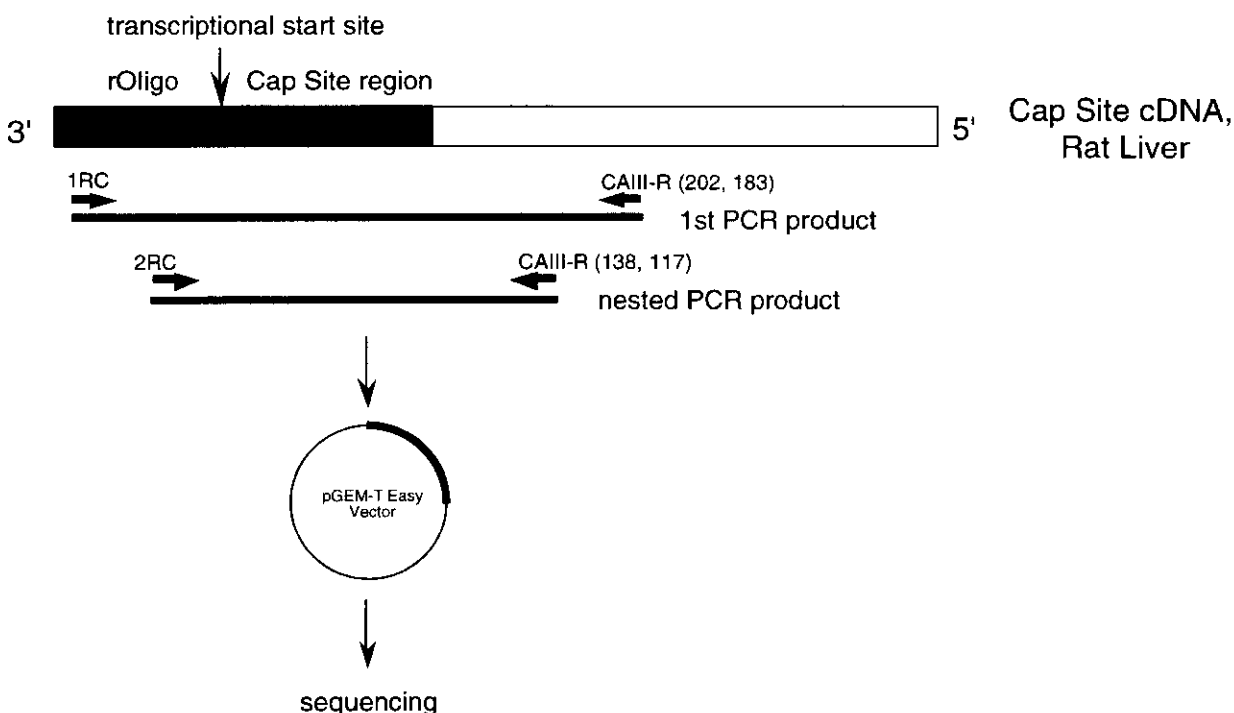 transcriptional start site
rOligo Cap Site region
3' 5' Cap Site cDNA,
Rat Liver
1RC CAIII-R (202, 183)
1st PCR product
2RC CAIII-R (138, 117)
nested PCR product
pGEM-T Easy
Vector
sequencing